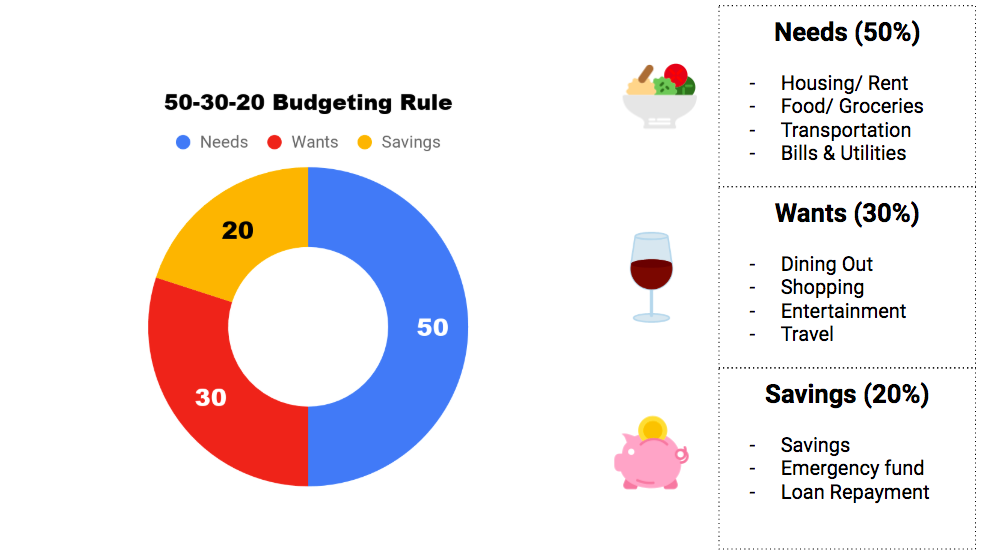 50-30-20 Budgeting Rule
Needs Wants Savings
20
50
30
Needs (50%)
- Housing/ Rent
- Food/ Groceries
- Transportation
- Bills & Utilities
Wants (30%)
- Dining Out
- Shopping
- Entertainment
- Travel
Savings (20%)
- Savings
- Emergency fund
- Loan Repayment